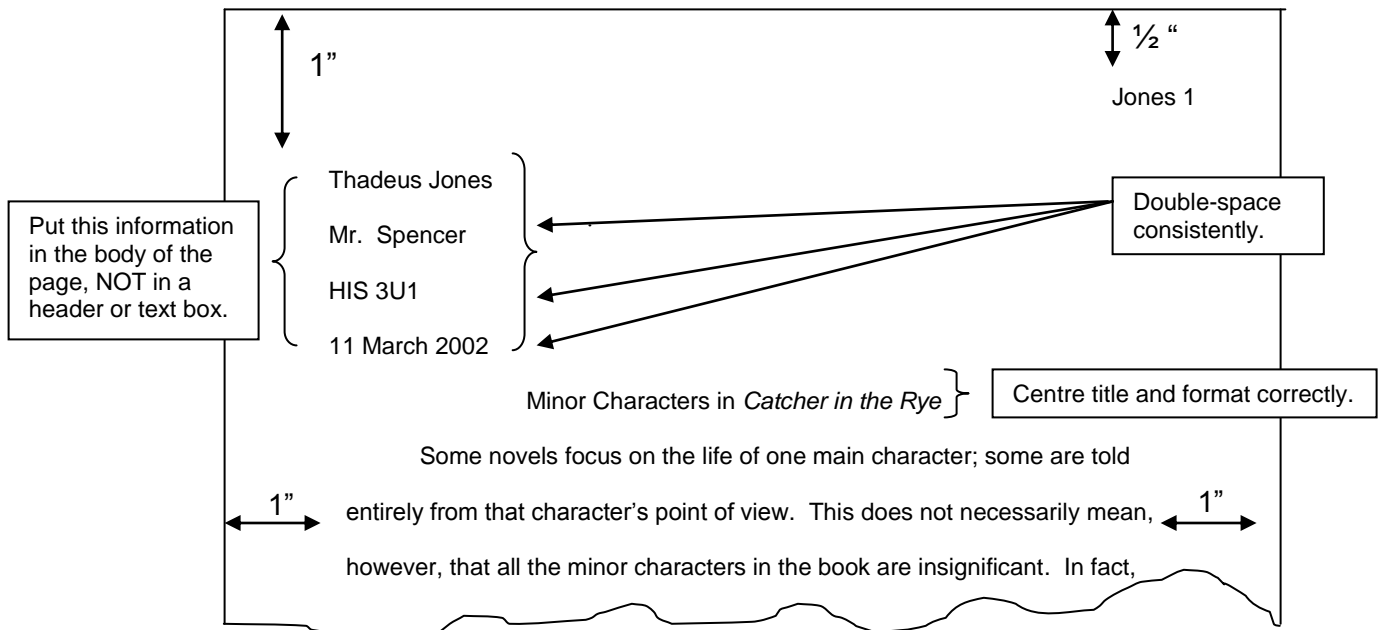 1”
½ “
Jones 1
Thadeus Jones
Mr.  Spencer
HIS 3U1
11 March 2002
Put this information
in the body of the
page, NOT in a
header or text box.
Double-space
consistently.
Minor Characters in Catcher in the Rye
Centre title and format correctly.
Some novels focus on the life of one main character; some are told
1”
entirely from that character’s point of view.  This does not necessarily mean,
1”
however, that all the minor characters in the book are insignificant.  In fact,